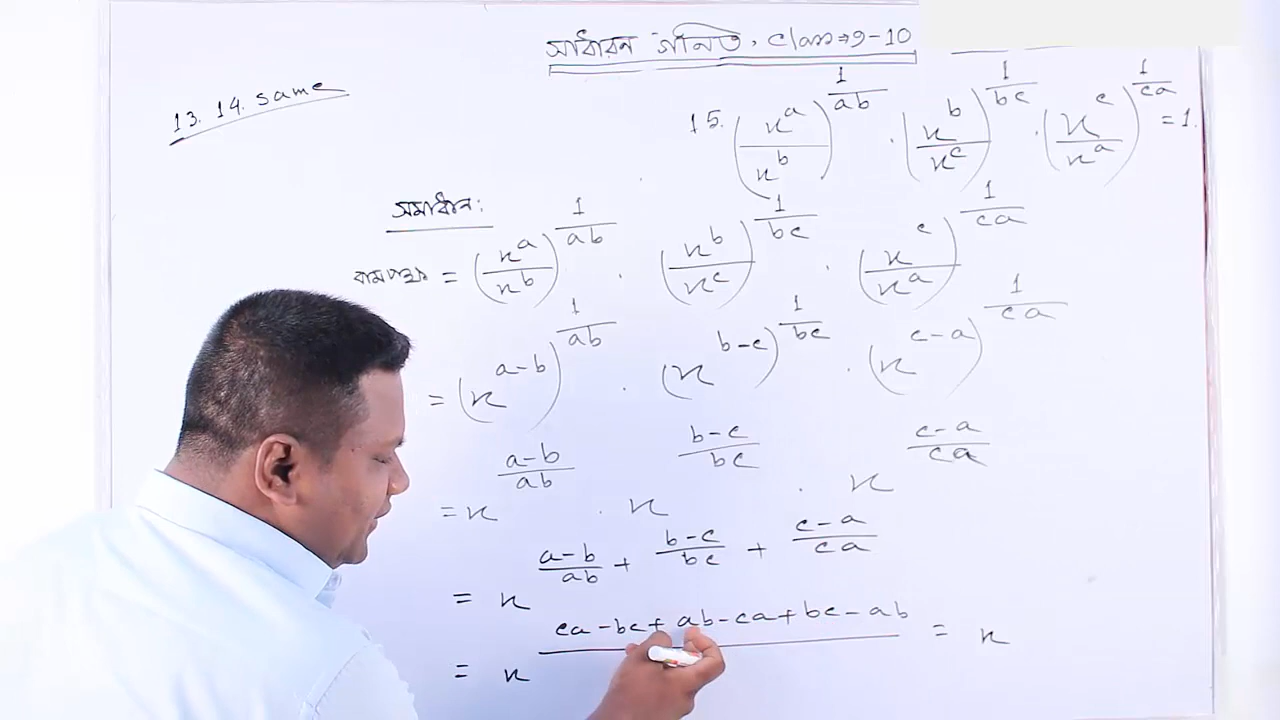 সাধারন গনিত, Class⇒9-10
13. 14. same
15. (x^a/x^b)^(1/ab) . (x^b/x^c)^(1/bc) . (x^c/x^a)^(1/ca) = 1.
সমাধান:
বামপক্ষ = (x^a/x^b)^(1/ab) . (x^b/x^c)^(1/bc) . (x^c/x^a)^(1/ca)
= (x^(a-b))^(1/ab) . (x^(b-c))^(1/bc) . (x^(c-a))^(1/ca)
= x^((a-b)/ab) . x^((b-c)/bc) . x^((c-a)/ca)
= x^((a-b)/ab + (b-c)/bc + (c-a)/ca)
= x^(ca-bc+ab-ca+bc-ab) = x